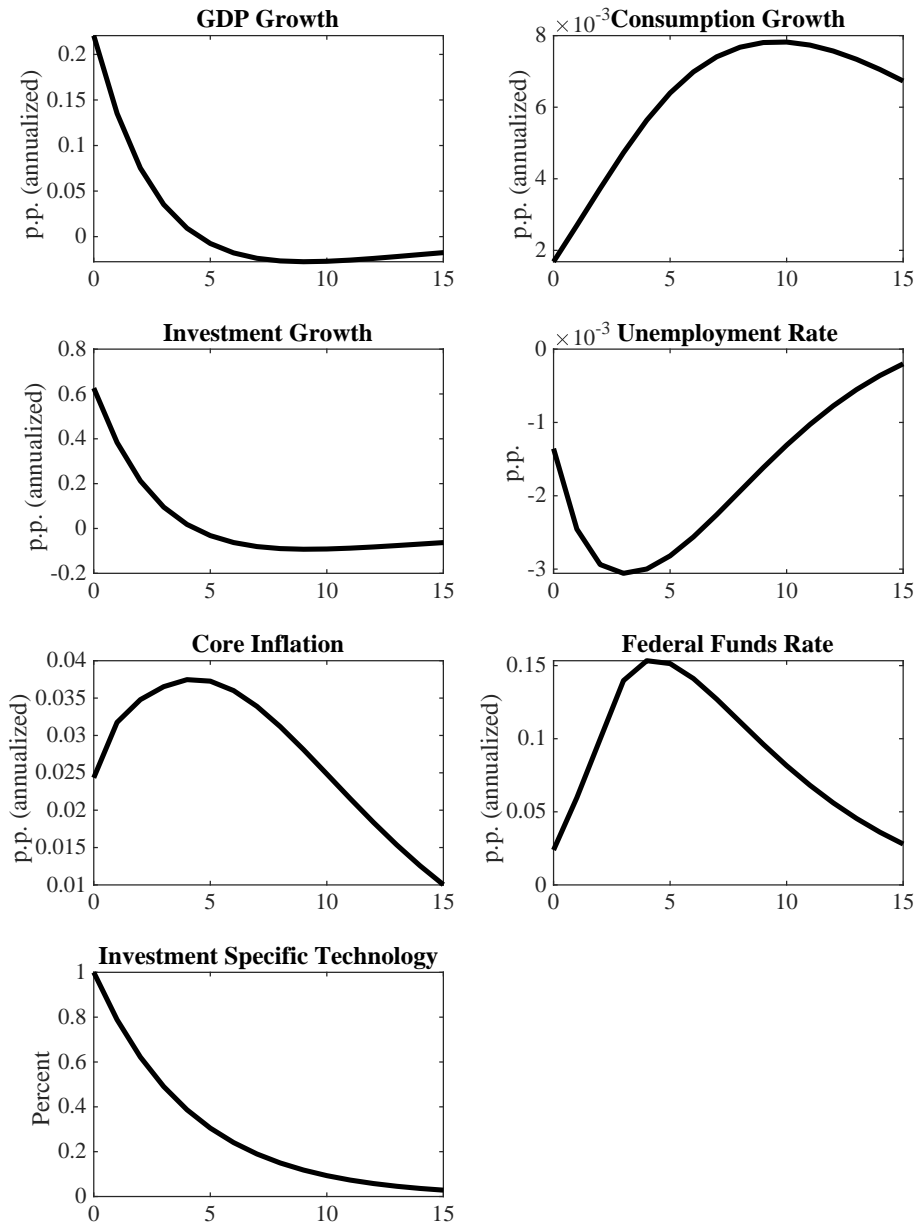 GDP Growth
p.p. (annualized)
0.2
0.15
0.1
0.05
0
0 5 10 15
×10⁻³ Consumption Growth
p.p. (annualized)
8
6
4
2
0 5 10 15
Investment Growth
p.p. (annualized)
0.8
0.6
0.4
0.2
0
-0.2
0 5 10 15
×10⁻³ Unemployment Rate
p.p.
0
-1
-2
-3
0 5 10 15
Core Inflation
p.p. (annualized)
0.04
0.035
0.03
0.025
0.02
0.015
0.01
0 5 10 15
Federal Funds Rate
p.p. (annualized)
0.15
0.1
0.05
0
0 5 10 15
Investment Specific Technology
Percent
1
0.8
0.6
0.4
0.2
0
0 5 10 15